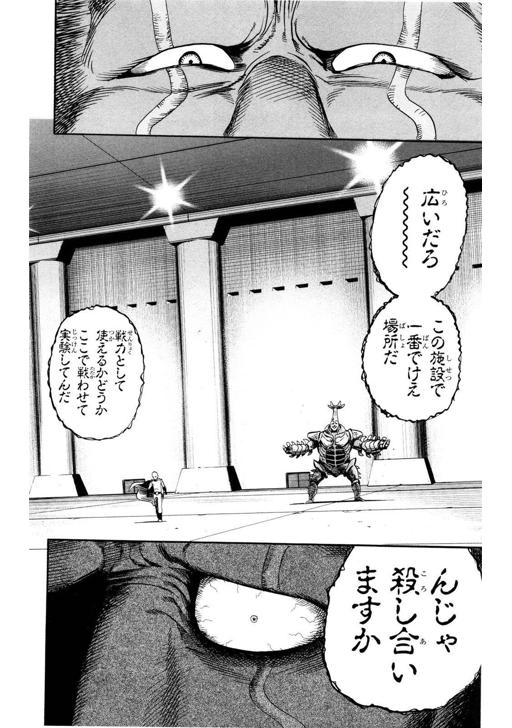 広いだろ〜〜〜
この施設で
一番でけえ
場所だ
戦力として
使えるかどうか
ここで戦わせて
実験してんだ
んじゃ
殺し合い
ますか